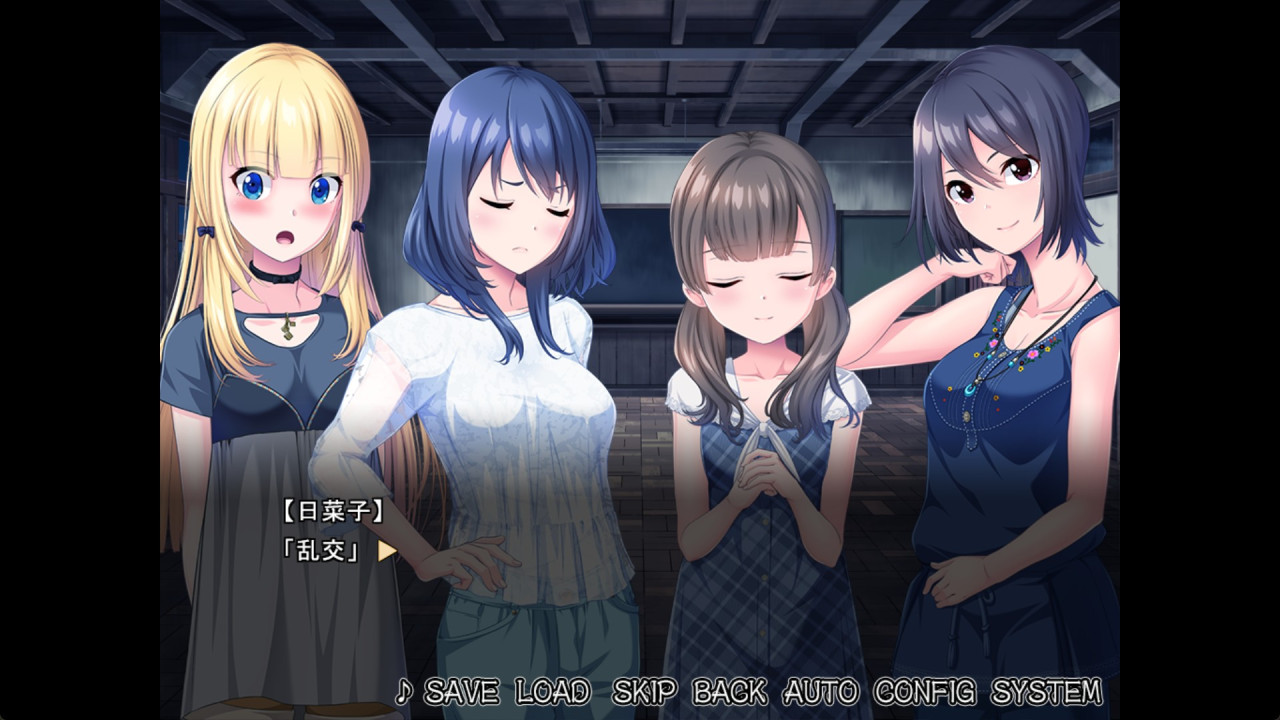 【日菜子】
「乱交」
♪ SAVE LOAD SKIP BACK AUTO CONFIG SYSTEM